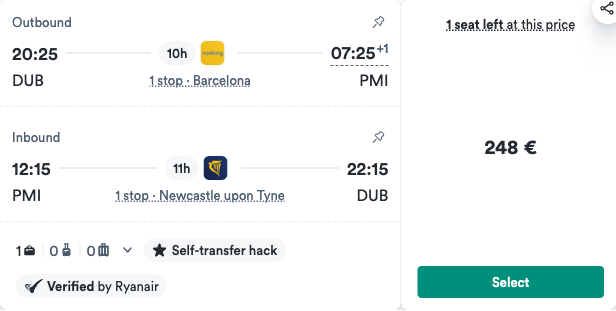 Outbound
1 seat left at this price
20:25 10h vueling 07:25+1
DUB 1 stop · Barcelona PMI
Inbound
248 €
12:15 11h 22:15
PMI 1 stop · Newcastle upon Tyne DUB
1 0 0 Self-transfer hack
Verified by Ryanair
Select